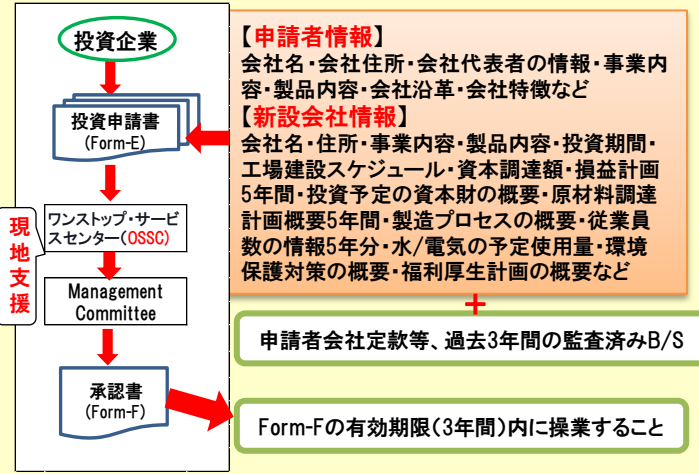 投資企業
投資申請書
(Form-E)
ワンストップ・サービ
スセンター(OSSC)
現地支援
Management
Committee
承認書
(Form-F)
【申請者情報】
会社名・会社住所・会社代表者の情報・事業内
容・製品内容・会社沿革・会社特徴など
【新設会社情報】
会社名・住所・事業内容・製品内容・投資期間・
工場建設スケジュール・資本調達額・損益計画
5年間・投資予定の資本財の概要・原材料調達
計画概要5年間・製造プロセスの概要・従業員
数の情報5年分・水/電気の予定使用量・環境
保護対策の概要・福利厚生計画の概要など
+
申請者会社定款等、過去3年間の監査済みB/S
Form-Fの有効期限(3年間)内に操業すること